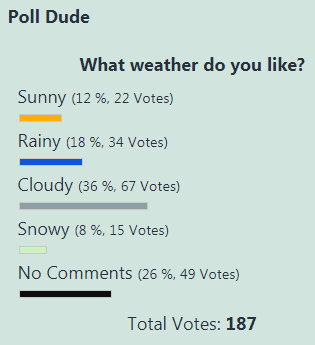 Poll Dude
What weather do you like?
Sunny (12 %, 22 Votes)
Rainy (18 %, 34 Votes)
Cloudy (36 %, 67 Votes)
Snowy (8 %, 15 Votes)
No Comments (26 %, 49 Votes)
Total Votes: 187